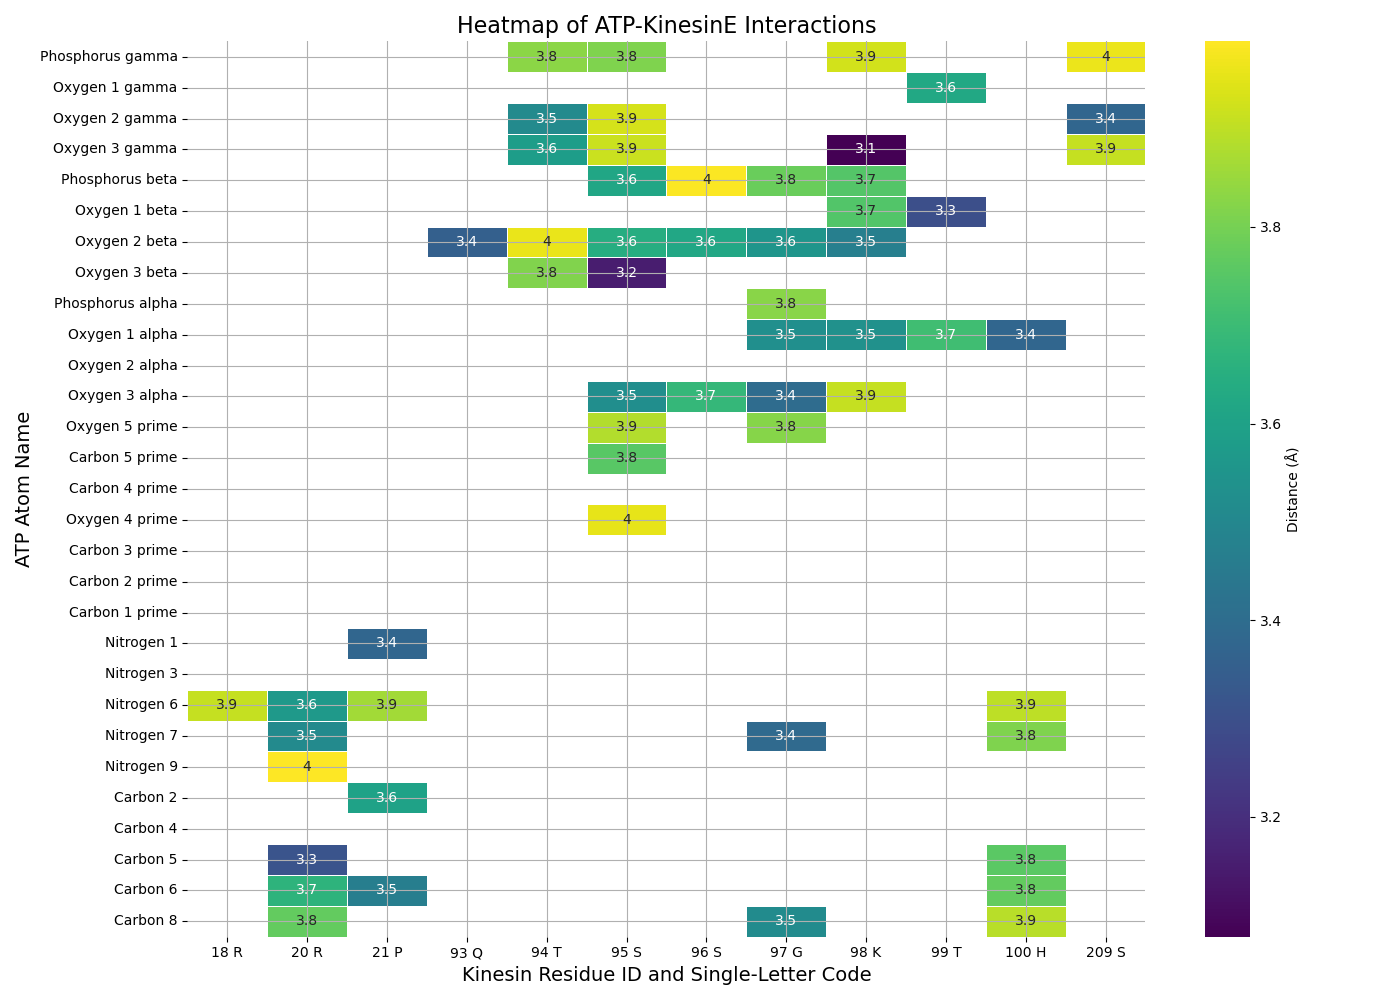 Heatmap of ATP-KinesinE Interactions
ATP Atom Name
Phosphorus gamma 3.8 3.8 3.9 4
Oxygen 1 gamma 3.6
Oxygen 2 gamma 3.5 3.9 3.4
Oxygen 3 gamma 3.6 3.9 3.1 3.9
Phosphorus beta 3.6 4 3.8 3.7
Oxygen 1 beta 3.7 3.3
Oxygen 2 beta 3.4 4 3.6 3.6 3.6 3.5
Oxygen 3 beta 3.8 3.2
Phosphorus alpha 3.8
Oxygen 1 alpha 3.5 3.5 3.7 3.4
Oxygen 2 alpha
Oxygen 3 alpha 3.5 3.7 3.4 3.9
Oxygen 5 prime 3.9 3.8
Carbon 5 prime 3.8
Carbon 4 prime
Oxygen 4 prime 4
Carbon 3 prime
Carbon 2 prime
Carbon 1 prime
Nitrogen 1 3.4
Nitrogen 3
Nitrogen 6 3.9 3.6 3.9 3.9
Nitrogen 7 3.5 3.4 3.8
Nitrogen 9 4
Carbon 2 3.6
Carbon 4
Carbon 5 3.3 3.8
Carbon 6 3.7 3.5 3.8
Carbon 8 3.8 3.5 3.9
18 R 20 R 21 P 93 Q 94 T 95 S 96 S 97 G 98 K 99 T 100 H 209 S
Kinesin Residue ID and Single-Letter Code
3.8
3.6
3.4
3.2
Distance (Å)